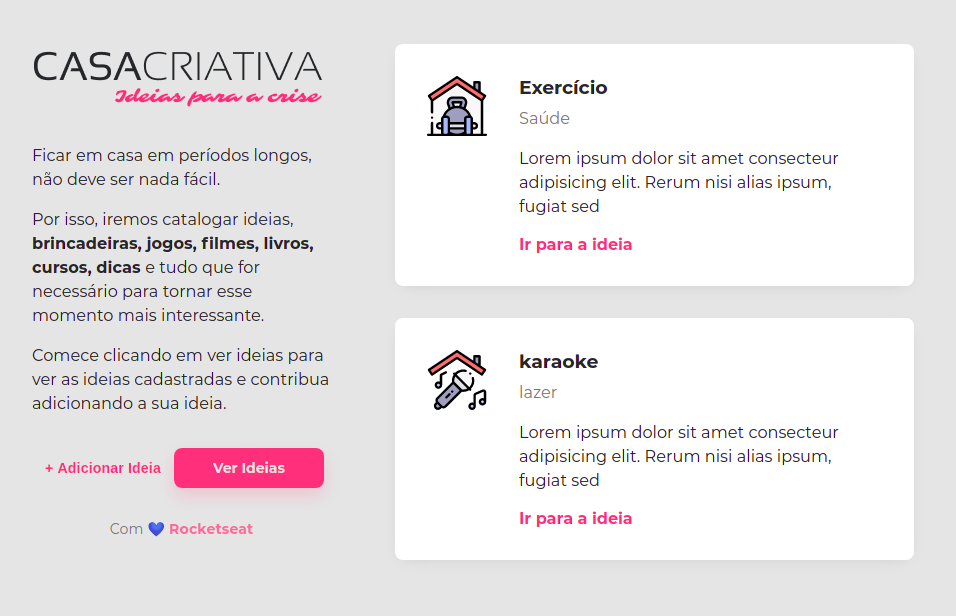 CASACRIATIVA
Ideias para a crise
Ficar em casa em períodos longos,
não deve ser nada fácil.
Por isso, iremos catalogar ideias,
brincadeiras, jogos, filmes, livros,
cursos, dicas e tudo que for
necessário para tornar esse
momento mais interessante.
Comece clicando em ver ideias para
ver as ideias cadastradas e contribua
adicionando a sua ideia.
+ Adicionar Ideia
Ver Ideias
Com 💙 Rocketseat
Exercício
Saúde
Lorem ipsum dolor sit amet consecteur
adipisicing elit. Rerum nisi alias ipsum,
fugiat sed
Ir para a ideia
karaoke
lazer
Lorem ipsum dolor sit amet consecteur
adipisicing elit. Rerum nisi alias ipsum,
fugiat sed
Ir para a ideia